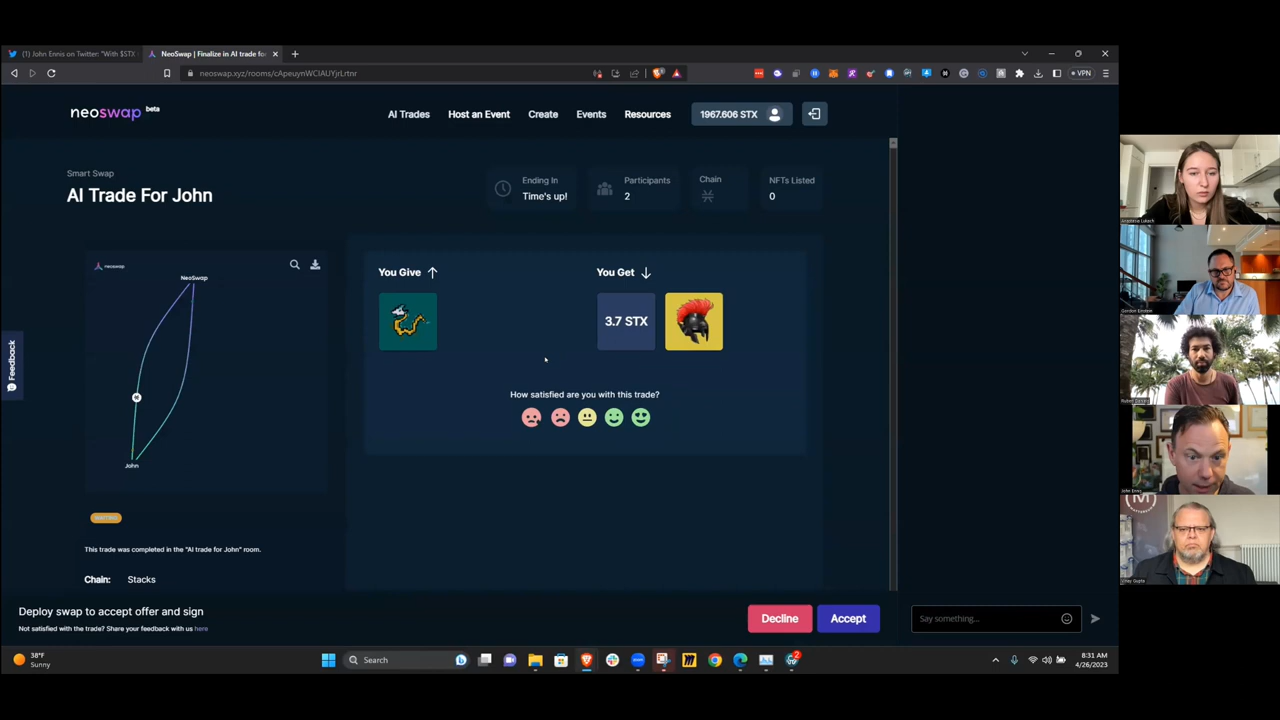 (1) John Ennis on Twitter: "With $STX
NeoSwap | Finalize in AI trade fo
neoswap.xyz/rooms/cApeuynWCIAUYjrLrtnr
VPN
neoswap beta
AI Trades
Host an Event
Create
Events
Resources
1967.606 STX
Smart Swap
AI Trade For John
Ending In
Time's up!
Participants
2
Chain
NFTs Listed
0
neoswap
NeoSwap
John
You Give
You Get
3.7 STX
How satisfied are you with this trade?
Feedback
This trade was completed in the "AI trade for John" room.
Chain: Stacks
Deploy swap to accept offer and sign
Not satisfied with the trade? Share your feedback with us here
Decline
Accept
Say something...
38°F
Sunny
Search
2
8:31 AM
4/26/2023
John Ennis
M